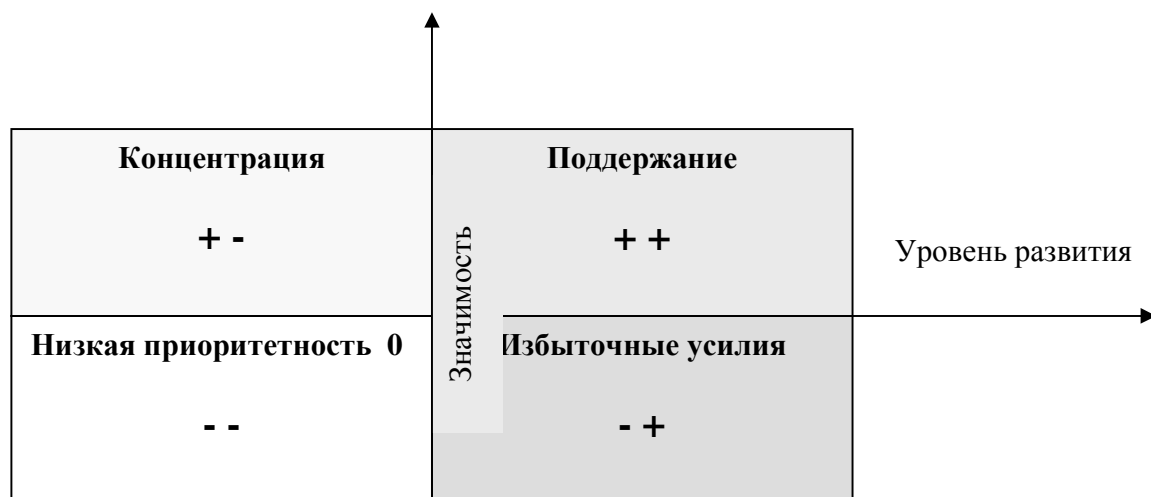 Концентрация
Поддержание
+ -
+ +
Значимость
Уровень развития
Низкая приоритетность 0
Избыточные усилия
- -
- +